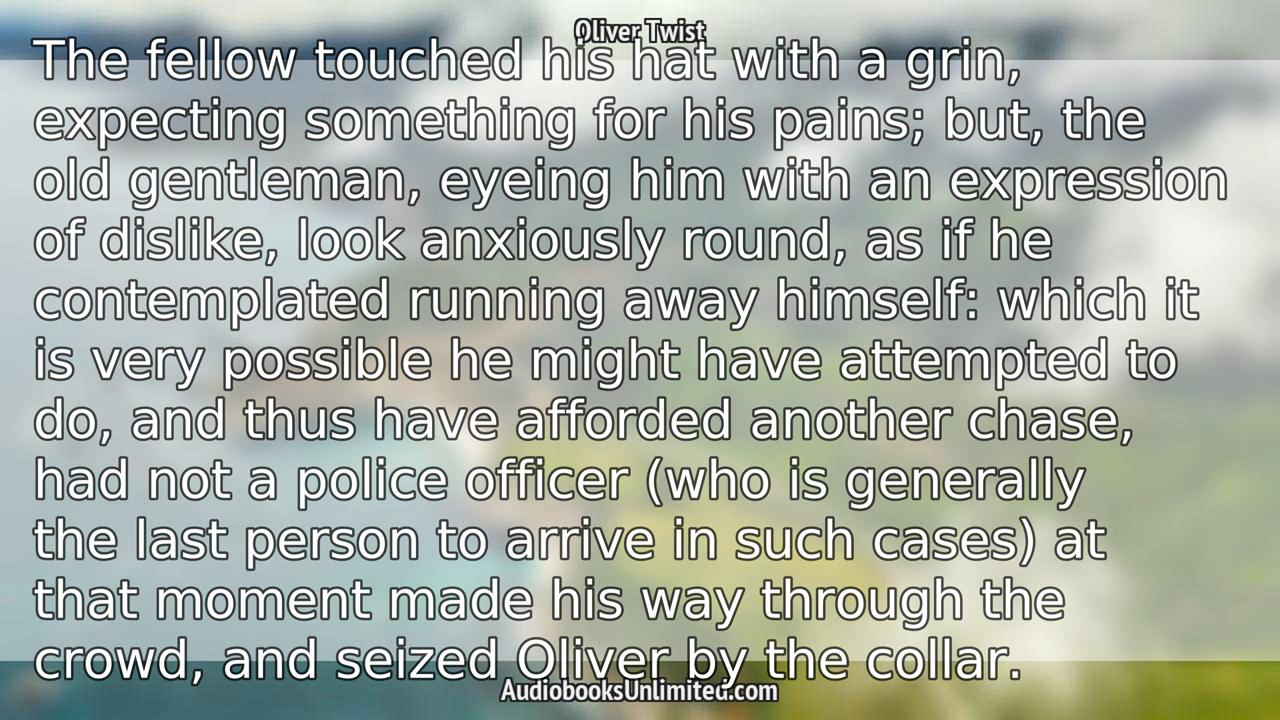 Oliver Twist
The fellow touched his hat with a grin,
expecting something for his pains; but, the
old gentleman, eyeing him with an expression
of dislike, look anxiously round, as if he
contemplated running away himself: which it
is very possible he might have attempted to
do, and thus have afforded another chase,
had not a police officer (who is generally
the last person to arrive in such cases) at
that moment made his way through the
crowd, and seized Oliver by the collar.
AudiobooksUnlimited.com